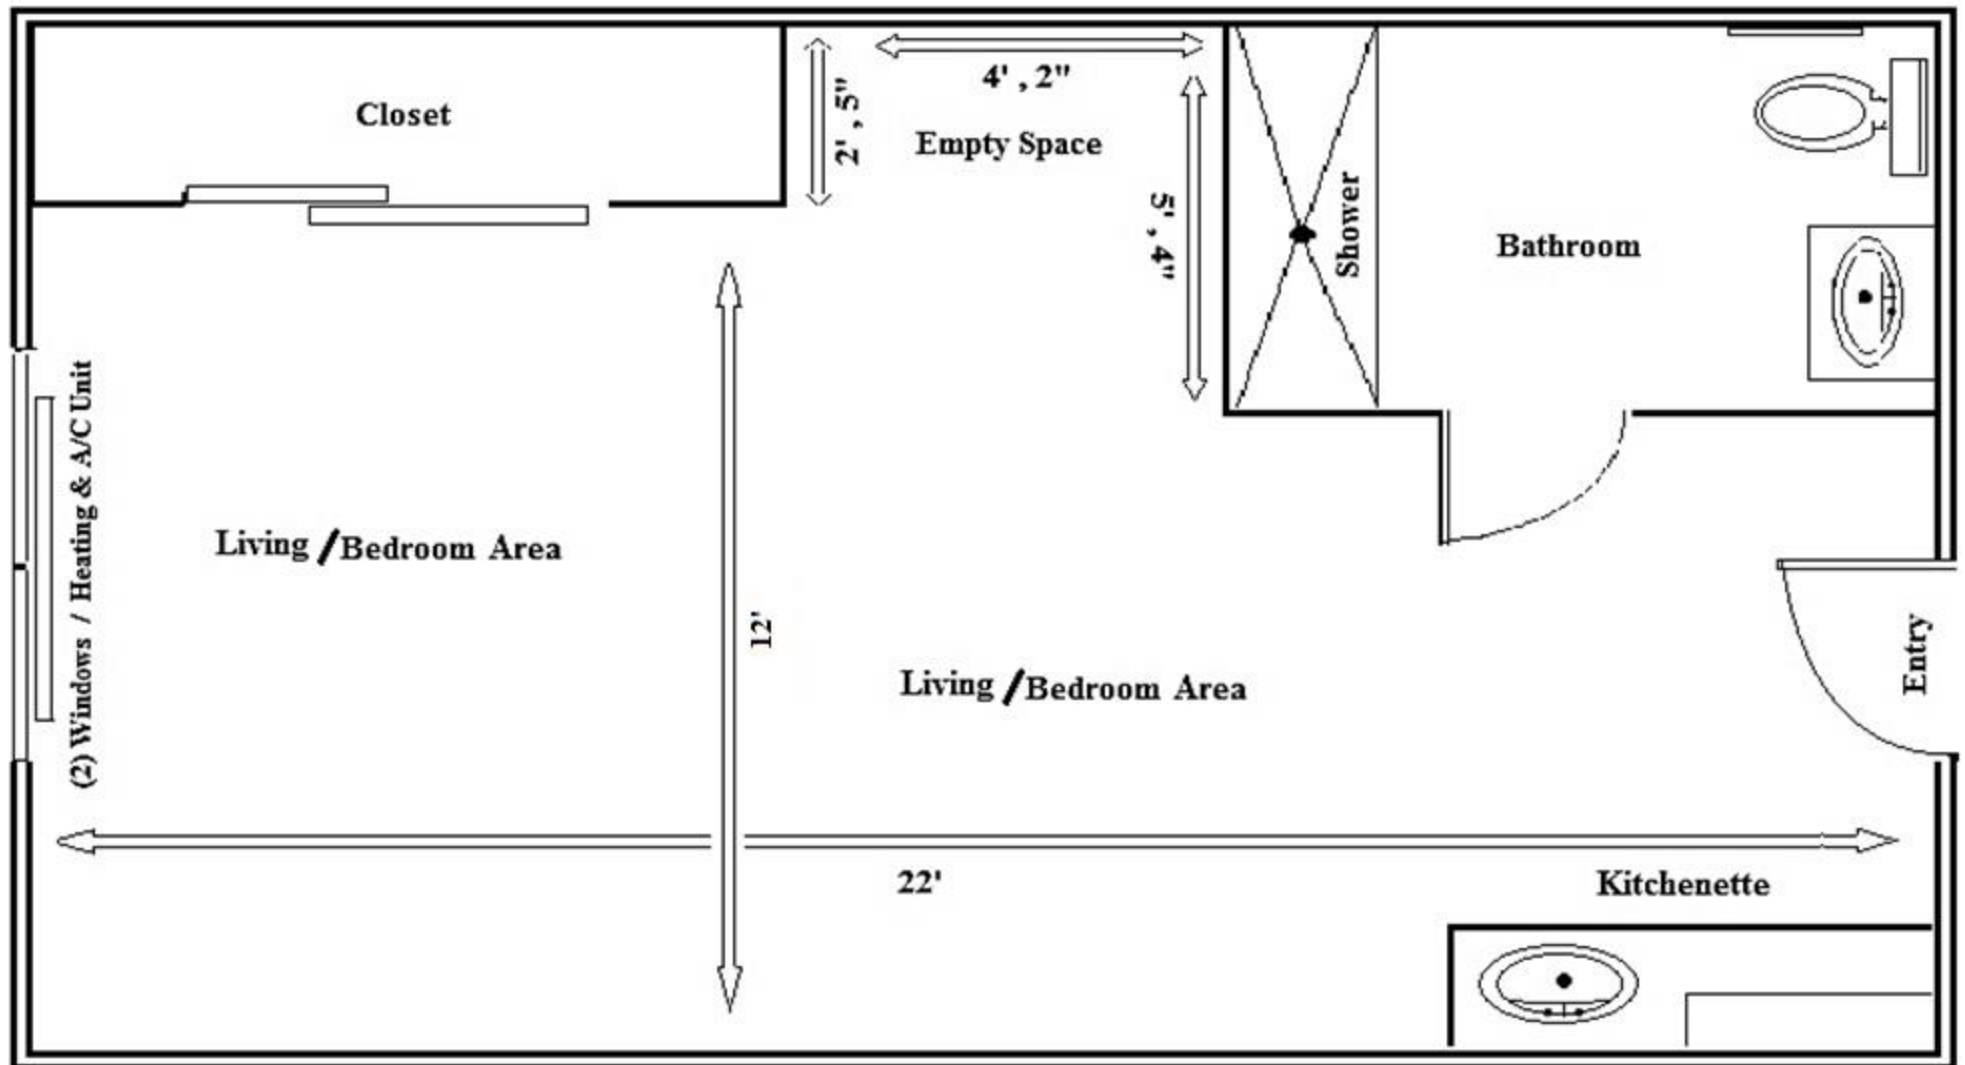 Closet
2' , 5"
4' , 2"
Empty Space
5' , 4"
Shower
Bathroom
(2) Windows / Heating & A/C Unit
Living / Bedroom Area
12'
Living / Bedroom Area
Entry
22'
Kitchenette